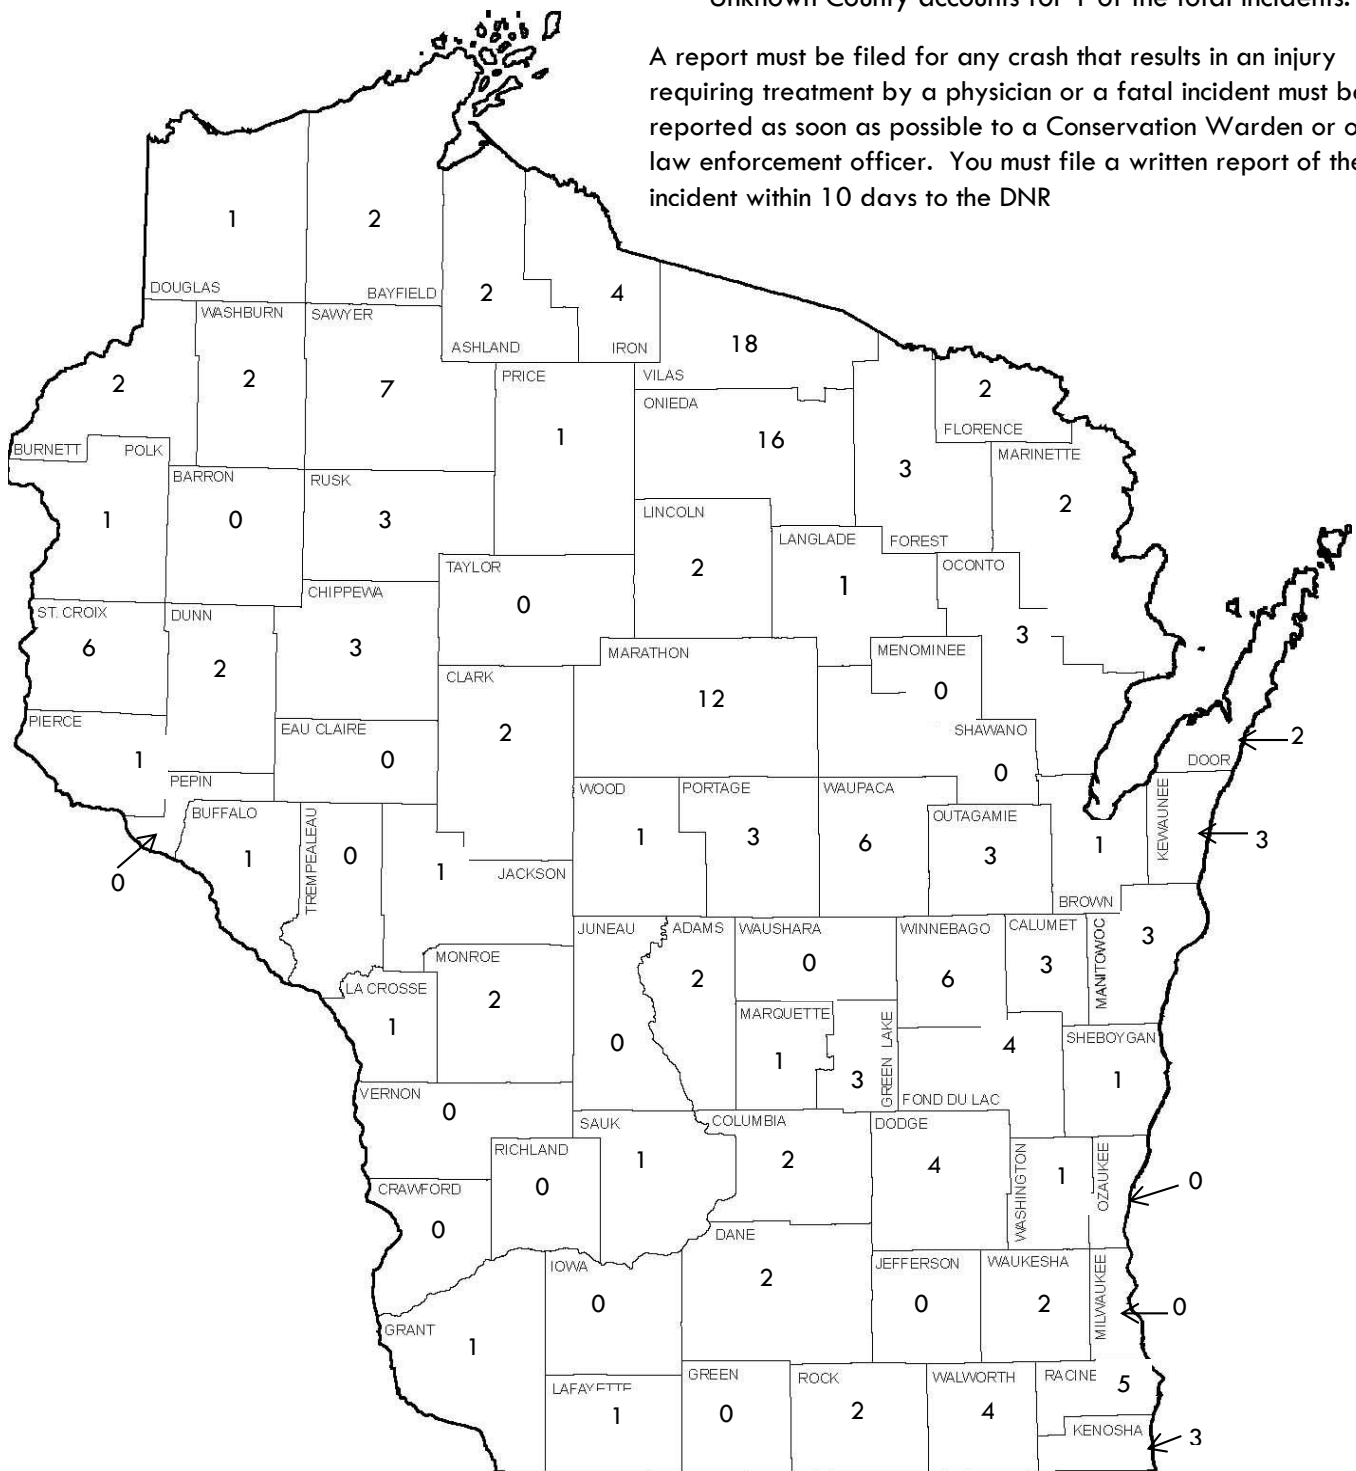 Unknown County accounts for 1 of the total incidents.
A report must be filed for any crash that results in an injury
requiring treatment by a physician or a fatal incident must be
reported as soon as possible to a Conservation Warden or o
law enforcement officer. You must file a written report of the
incident within 10 days to the DNR
1
DOUGLAS
2
BAYFIELD
2
ASHLAND
4
IRON
18
VILAS
WASHBURN
2
SAWYER
7
2
BURNETT
PRICE
1
ONIEDA
16
2
FLORENCE
3
FOREST
MARINETTE
2
POLK
1
BARRON
0
RUSK
3
LINCOLN
2
LANGLADE
1
OCONTO
3
TAYLOR
0
CHIPPEWA
3
ST. CROIX
6
DUNN
2
MARATHON
12
MENOMINEE
0
CLARK
2
SHAWANO
0
PIERCE
1
EAU CLAIRE
0
PEPIN
0
DOOR
2
WOOD
1
PORTAGE
3
WAUPACA
6
OUTAGAMIE
3
BROWN
1
KEWAUNEE
3
BUFFALO
1
TREMPEALEAU
0
1
JACKSON
JUNEAU
0
ADAMS
2
WAUSHARA
0
WINNEBAGO
6
CALUMET
3
MANITOWOC
3
MONROE
2
LA CROSSE
1
MARQUETTE
1
GREEN LAKE
3
4
FOND DU LAC
SHEBOYGAN
1
VERNON
0
SAUK
1
COLUMBIA
2
DODGE
4
WASHINGTON
1
OZAUKEE
0
RICHLAND
0
CRAWFORD
0
DANE
2
IOWA
0
JEFFERSON
0
WAUKESHA
2
MILWAUKEE
0
GRANT
1
LAFAYETTE
1
GREEN
0
ROCK
2
WALWORTH
4
RACINE
5
KENOSHA
3